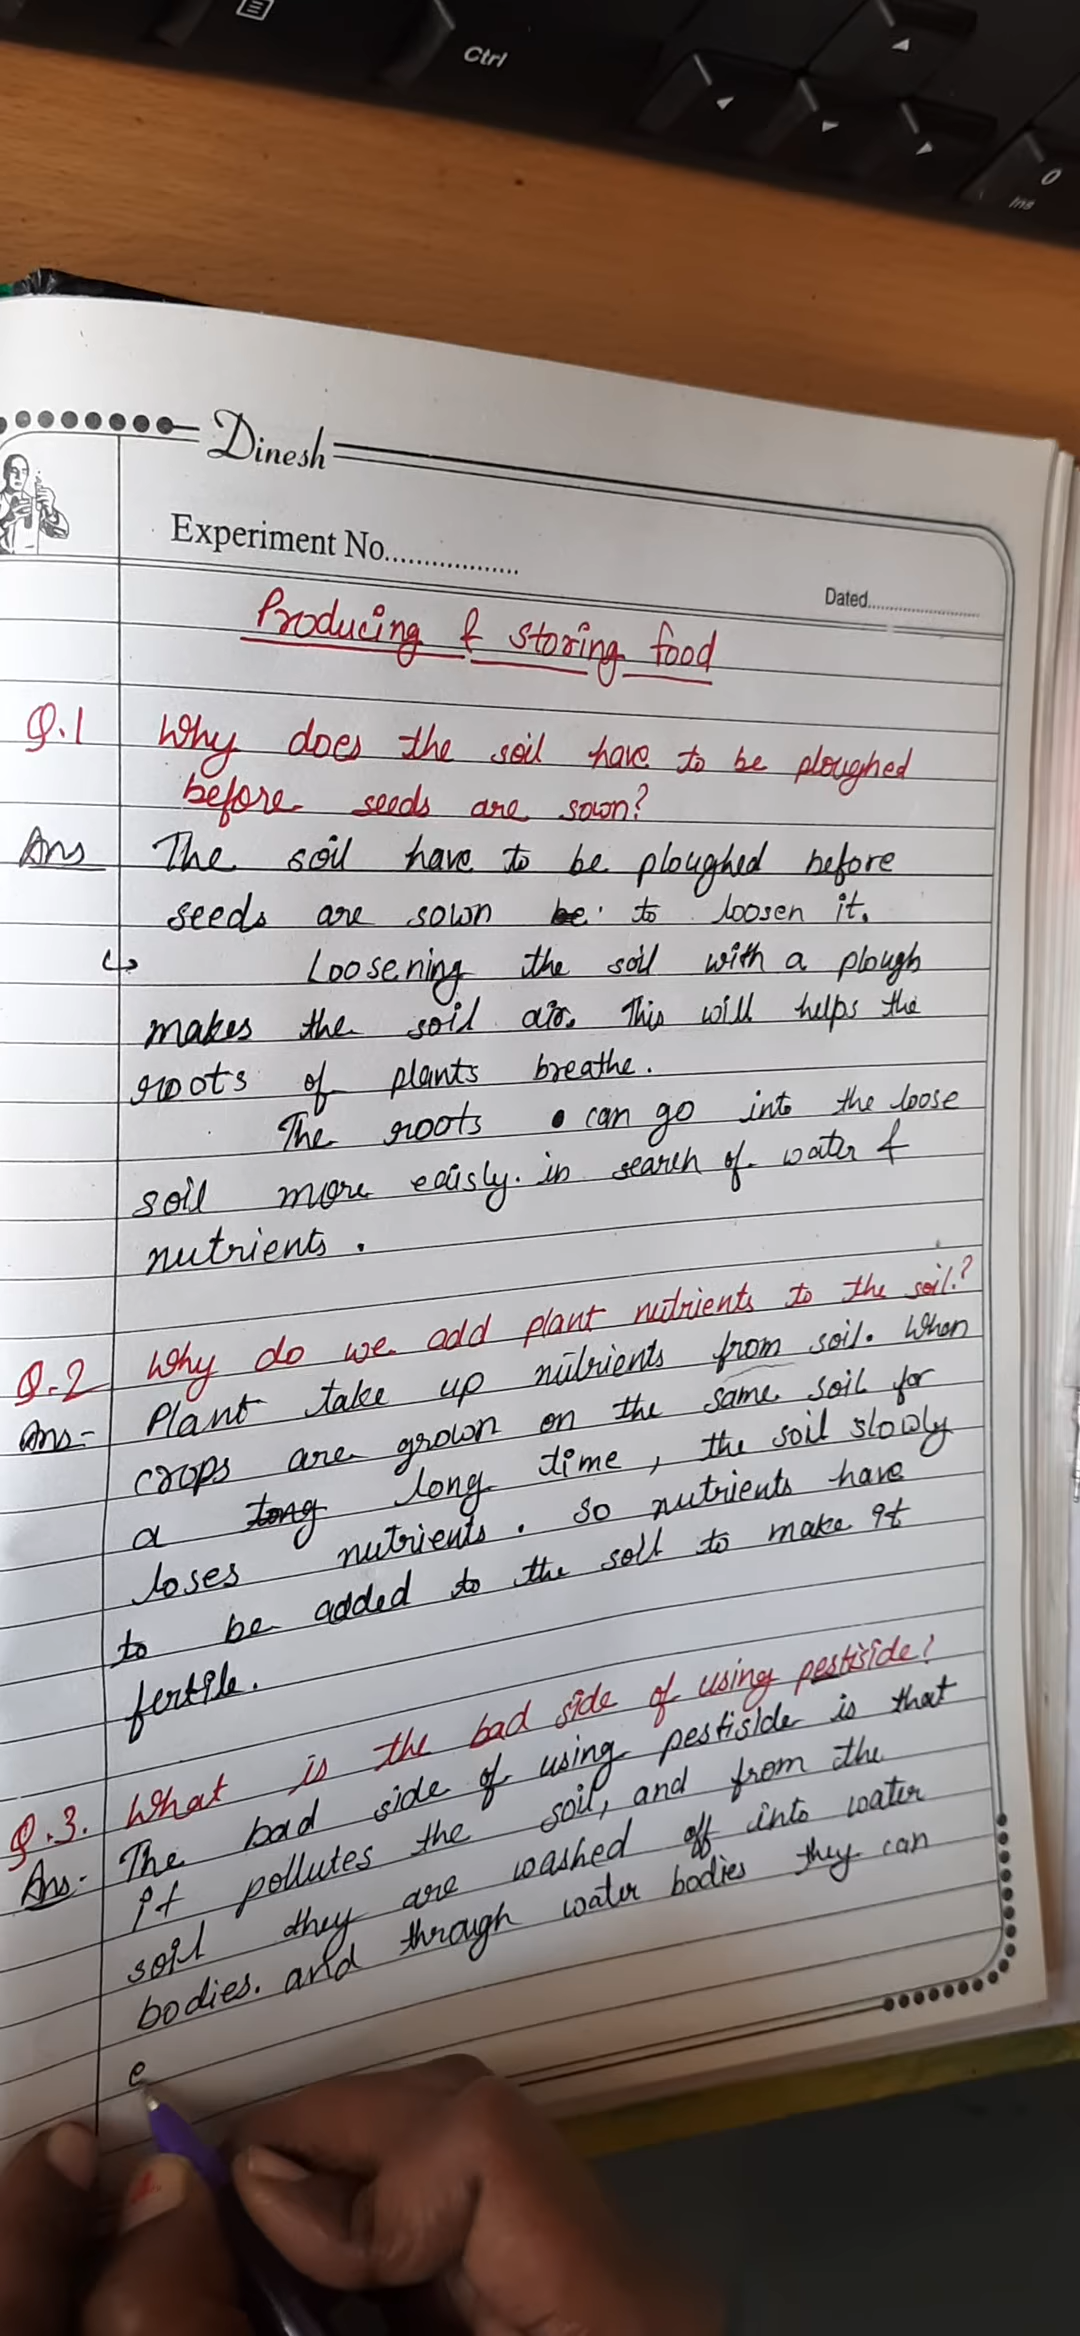 Ctrl
0
Ins
Dinesh
Experiment No..................
Dated........................
Producing & storing food
Q.1 Why does the soil have to be ploughed
before seeds are sown?
Ans The soil have to be ploughed before
seeds are sown be to loosen it.
↳ Loosening the soil with a plough
makes the soil air. This will helps the
roots of plants breathe.
The roots can go into the loose
soil more eaisly. in search of water &
nutrients.
Q.2 Why do we add plant nutrients to the soil?
Ans- Plant take up nutrients from soil. When
crops are grown on the same soil for
a long long time, the soil slowly
loses nutrients. So nutrients have
to be added to the soil to make it
fertile.
Q.3. What is the bad side of using pestiside?
Ans- The bad side of using pestiside is that
it pollutes the soil, and from the
soil they are washed off into water
bodies. and through water bodies they can
e